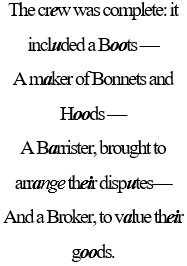 The crew was complete: it
included a Boots —
A maker of Bonnets and
Hoods —
A Barrister, brought to
arrange their disputes—
And a Broker, to value their
goods.